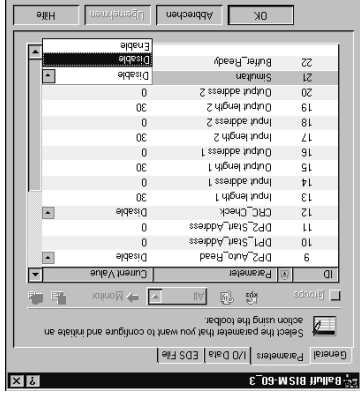 Balluff BISM-60_3
General Parameters I/O Data EDS File
Select the parameter that you want to configure and initiate an
action using the toolbar.
Groups All Monitor
ID Parameter Current Value
9 DP2_Auto_Read Disable
10 DP1_Start_Address 0
11 DP2_Start_Address 0
12 CRC_Check Disable
13 Input length 1 30
14 Input address 1 0
15 Output length 1 30
16 Output address 1 0
17 Input length 2 30
18 Input address 2 0
19 Output length 2 30
20 Output address 2 0
21 Simultan Disable
22 Buffer_Ready
Disable
Enable
OK Abbrechen Übernehmen Hilfe